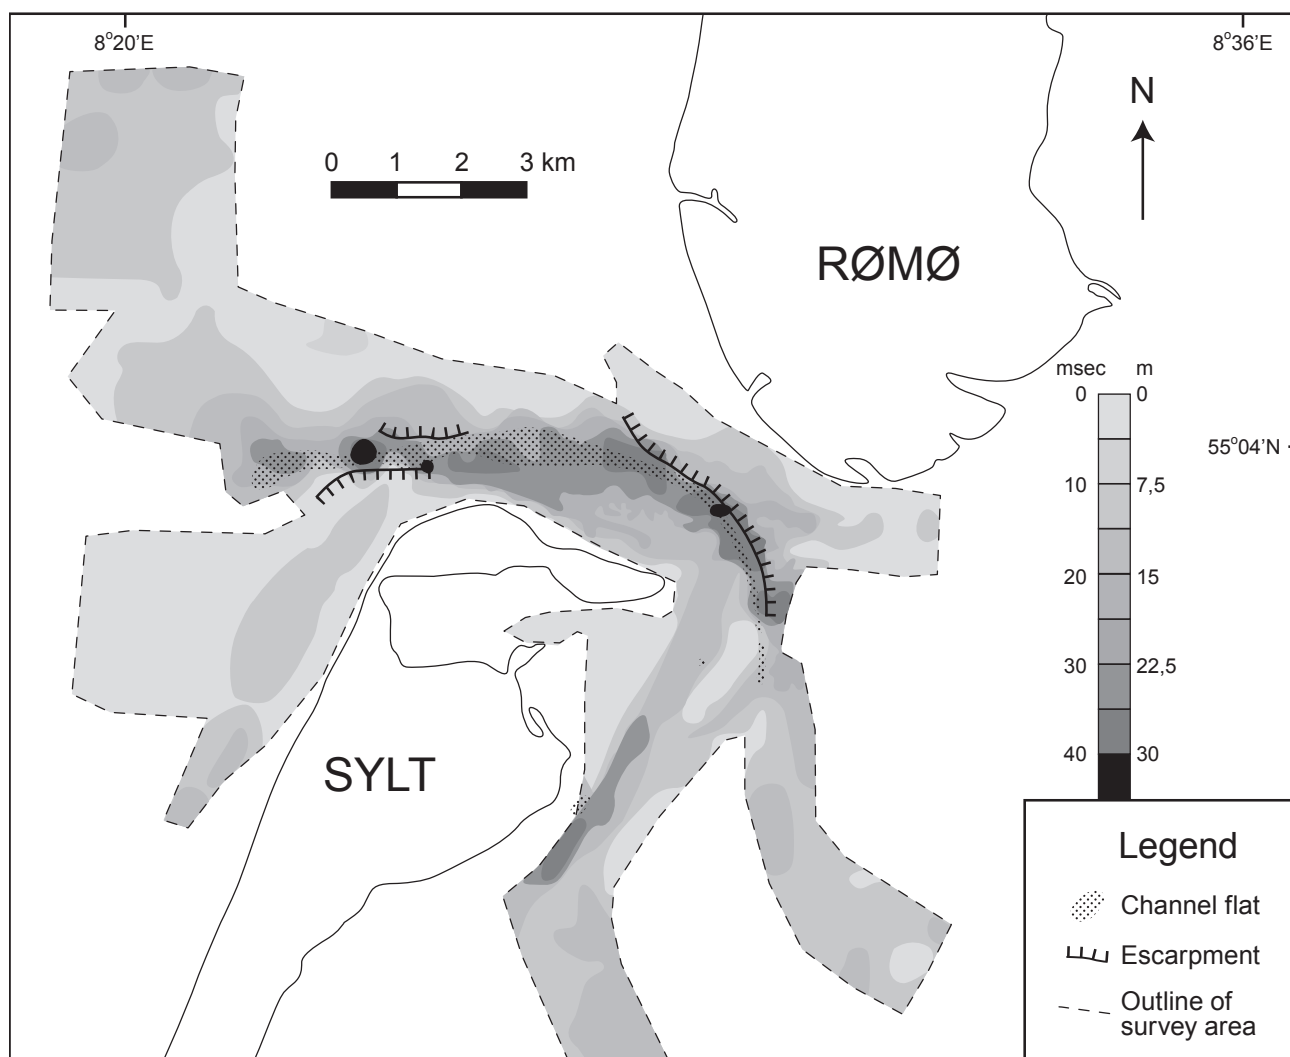 8°20'E
8°36'E
N
0 1 2 3 km
RØMØ
msec m
0 0
55°04'N
10 7,5
20 15
30 22,5
40 30
SYLT
Legend
Channel flat
Escarpment
Outline of
survey area